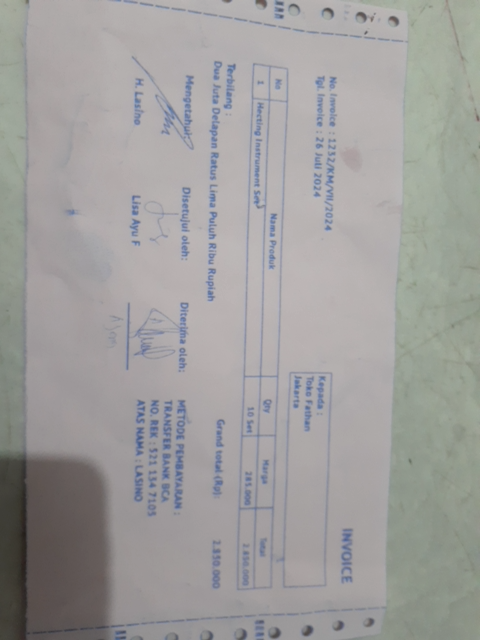 INVOICE
No. Invoice : 1232/KM/VII/2024
Tgl. Invoice : 26 Juli 2024
Kepada :
Toko Fathan
Jakarta
No Nama Produk Qty Harga Total
1 Hecting Instrument Set 10 Set 285.000 2.850.000
Terbilang :
Dua Juta Delapan Ratus Lima Puluh Ribu Rupiah
Grand total (Rp): 2.850.000
Mengetahui: Disetujui oleh: Diterima oleh:
H. Lasino Lisa Ayu F
METODE PEMBAYARAN :
TRANSFER BANK BCA
NO. REK : 521 134 7105
ATAS NAMA : LASINO